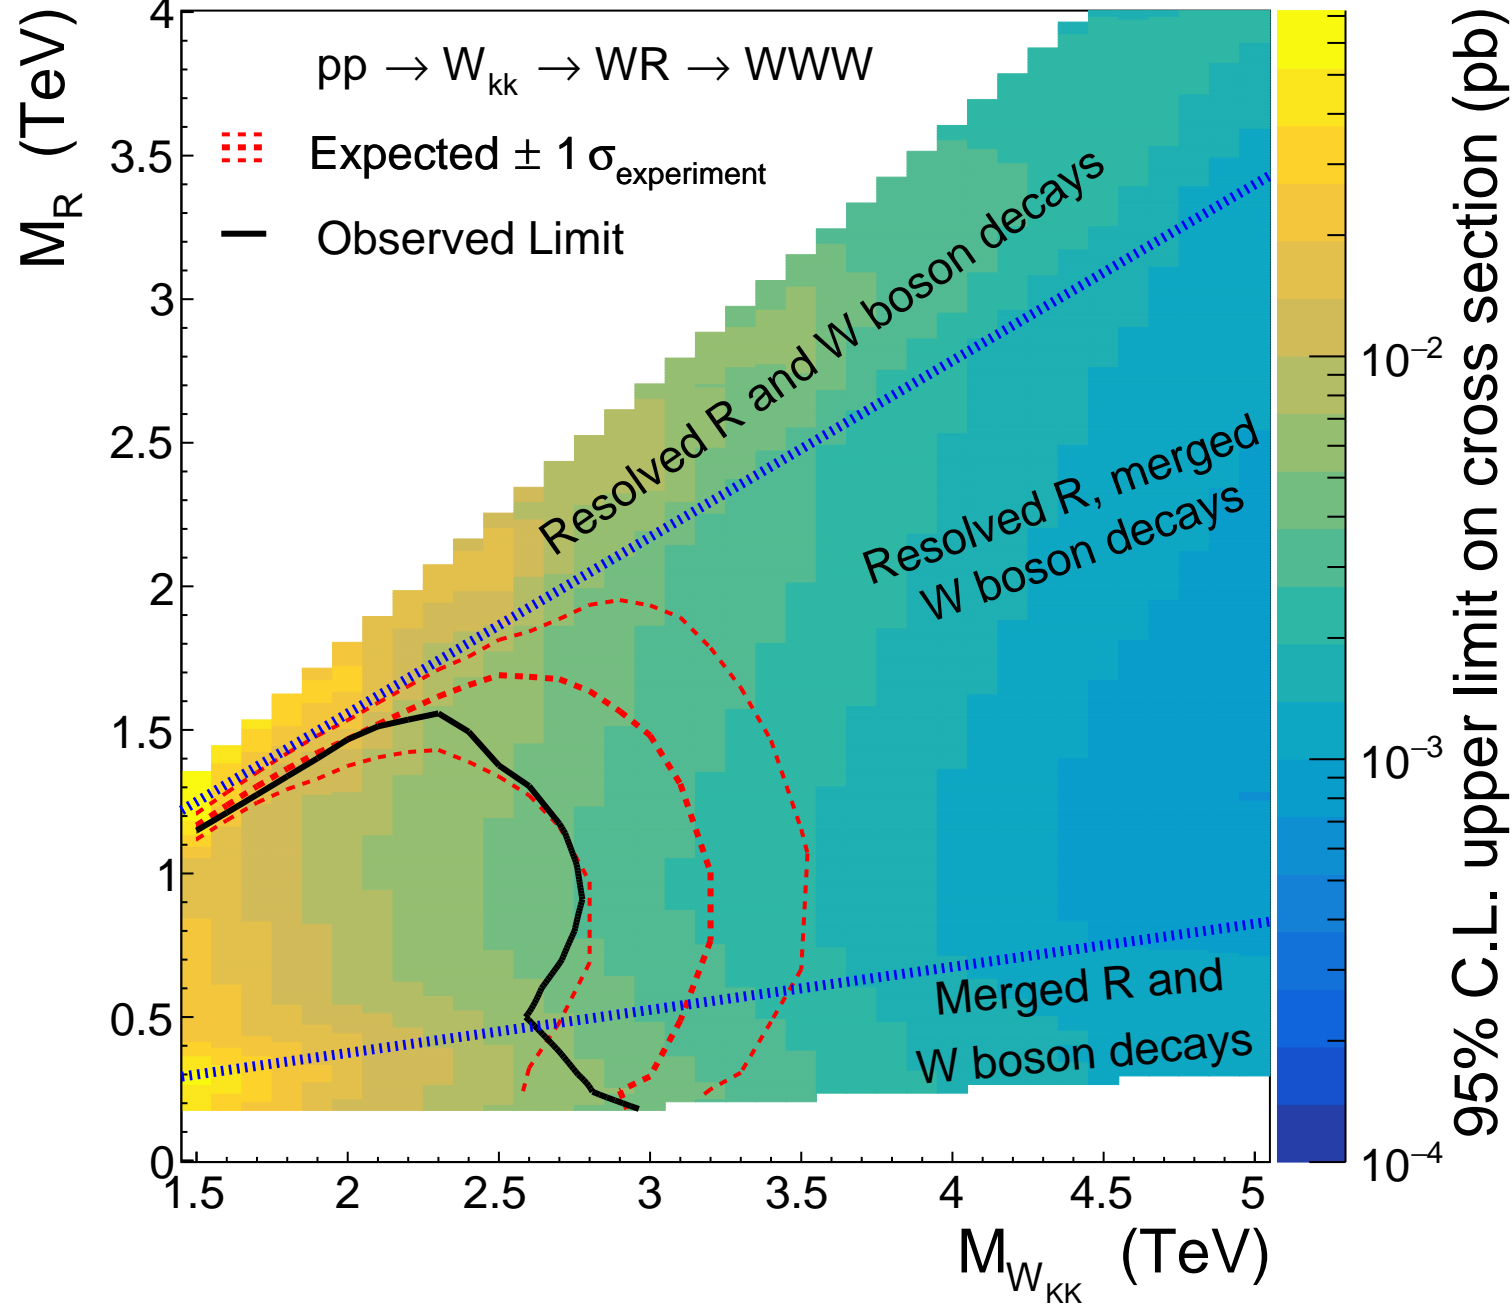 pp → W_kk → WR → WWW
Expected ± 1 σ_experiment
Observed Limit
M_R (TeV)
4
3.5
3
2.5
2
1.5
1
0.5
0
Resolved R and W boson decays
Resolved R, merged
W boson decays
Merged R and
W boson decays
1.5 2 2.5 3 3.5 4 4.5 5
M_W_KK (TeV)
10⁻²
10⁻³
10⁻⁴
95% C.L. upper limit on cross section (pb)